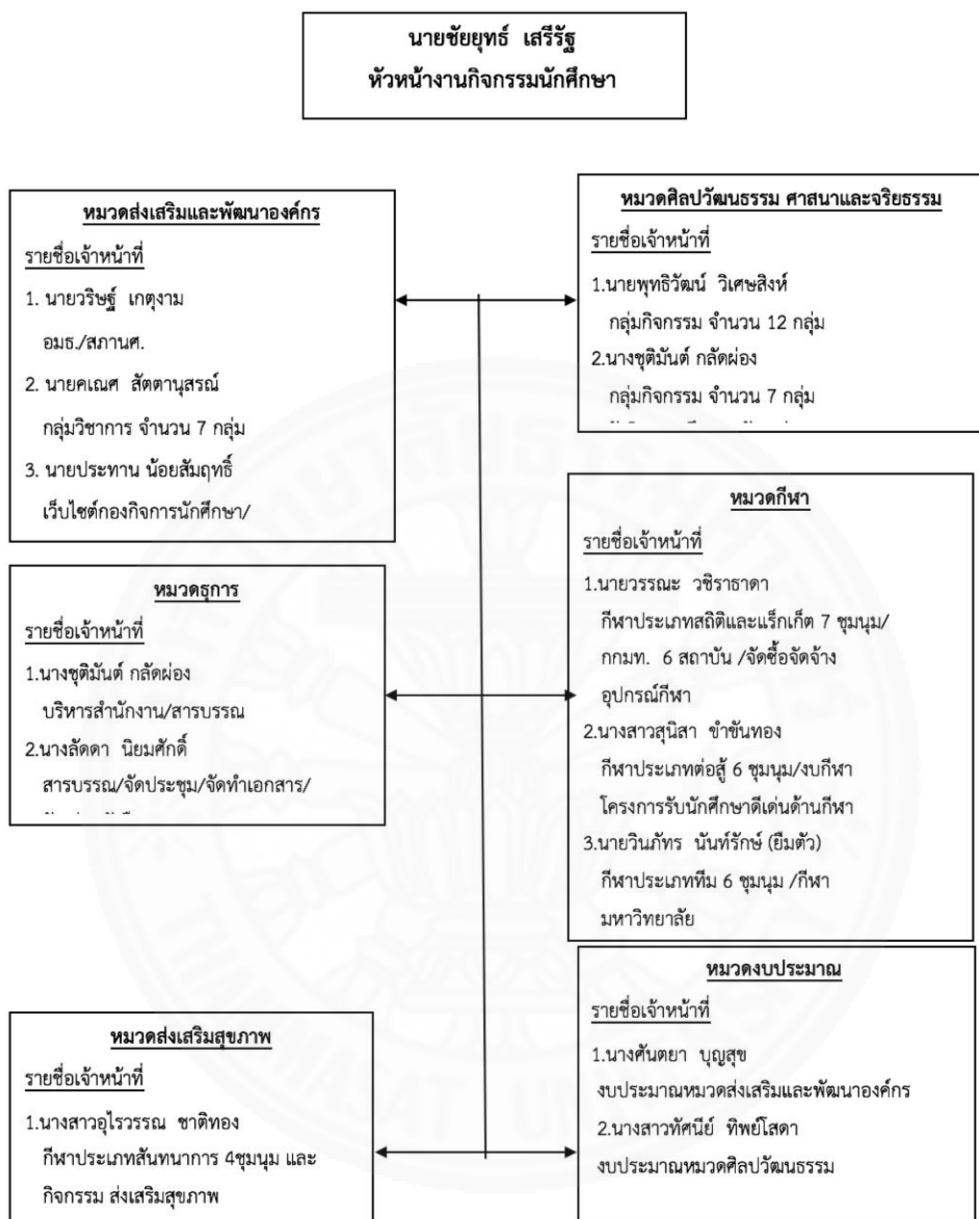 นายชัยยุทธ์ เสรีรัฐ
หัวหน้างานกิจกรรมนักศึกษา
หมวดส่งเสริมและพัฒนาองค์กร
รายชื่อเจ้าหน้าที่
1. นายวริษฐ์ เกตุงาม
อมธ./สภานศ.
2. นายคเณศ สัตตานุสรณ์
กลุ่มวิชาการ จำนวน 7 กลุ่ม
3. นายประทาน น้อยสัมฤทธิ์
เว็บไซต์กองกิจการนักศึกษา/
หมวดศิลปวัฒนธรรม ศาสนาและจริยธรรม
รายชื่อเจ้าหน้าที่
1.นายพุทธิวัฒน์ วิเศษสิงห์
กลุ่มกิจกรรม จำนวน 12 กลุ่ม
2.นางชุติมันต์ กลัดผ่อง
กลุ่มกิจกรรม จำนวน 7 กลุ่ม
หมวดธุการ
รายชื่อเจ้าหน้าที่
1.นางชุติมันต์ กลัดผ่อง
บริหารสำนักงาน/สารบรรณ
2.นางลัดดา นิยมศักดิ์
สารบรรณ/จัดประชุม/จัดทำเอกสาร/
หมวดกีฬา
รายชื่อเจ้าหน้าที่
1.นายวรรณะ วชิราธาดา
กีฬาประเภทสถิติและแร็กเก็ต 7 ชุมนุม/
กกมท. 6 สถาบัน /จัดซื้อจัดจ้าง
อุปกรณ์กีฬา
2.นางสาวสุนิสา ขำขันทอง
กีฬาประเภทต่อสู้ 6 ชุมนุม/งบกีฬา
โครงการรับนักศึกษาดีเด่นด้านกีฬา
3.นายวินภัทร นันท์รักษ์ (ยืมตัว)
กีฬาประเภททีม 6 ชุมนุม /กีฬา
มหาวิทยาลัย
หมวดส่งเสริมสุขภาพ
รายชื่อเจ้าหน้าที่
1.นางสาวอุไรวรรณ ชาติทอง
กีฬาประเภทสันทนาการ 4ชุมนุม และ
กิจกรรม ส่งเสริมสุขภาพ
หมวดงบประมาณ
รายชื่อเจ้าหน้าที่
1.นางศันตยา บุญสุข
งบประมาณหมวดส่งเสริมและพัฒนาองค์กร
2.นางสาวทัศนีย์ ทิพย์โสดา
งบประมาณหมวดศิลปวัฒนธรรม